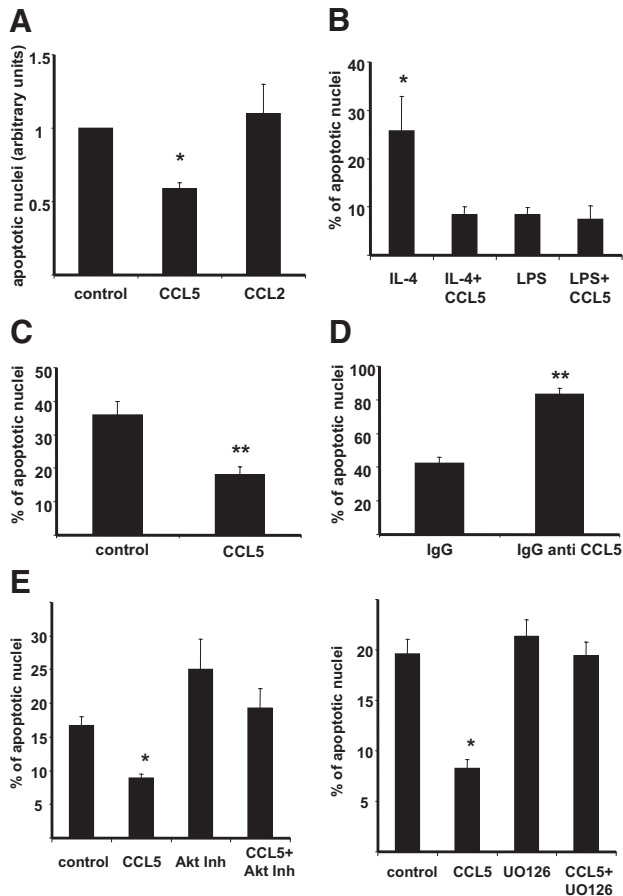 A
apoptotic nuclei (arbitrary units)
1.5
1
0.5
*
control CCL5 CCL2
B
% of apoptotic nuclei
40
30
20
10
*
IL-4 IL-4+ LPS LPS+
CCL5 CCL5
C
% of apoptotic nuclei
50
40
30
20
10
**
control CCL5
D
% of apoptotic nuclei
100
80
60
40
20
**
IgG IgG anti CCL5
E
% of apoptotic nuclei
30
25
20
15
10
5
*
control CCL5 Akt Inh CCL5+
Akt Inh
% of apoptotic nuclei
20
15
10
5
*
control CCL5 UO126 CCL5+
UO126